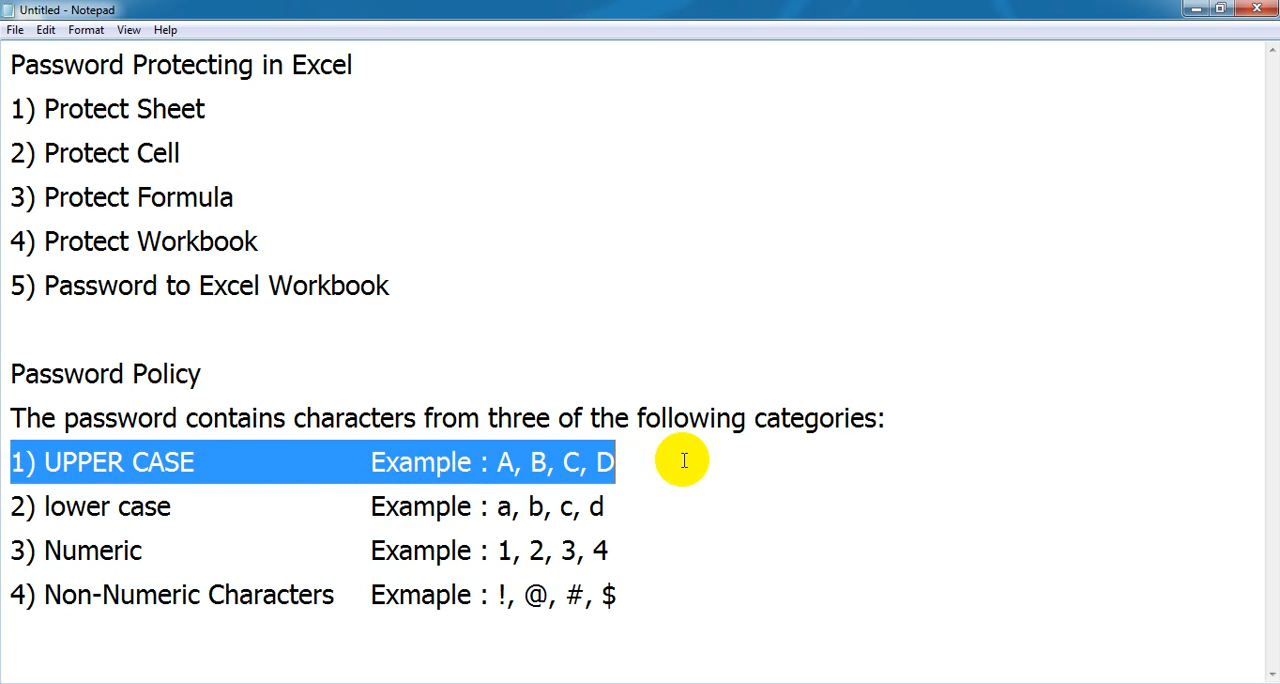 Untitled - Notepad
File Edit Format View Help
Password Protecting in Excel
1) Protect Sheet
2) Protect Cell
3) Protect Formula
4) Protect Workbook
5) Password to Excel Workbook
Password Policy
The password contains characters from three of the following categories:
1) UPPER CASE Example : A, B, C, D
2) lower case Example : a, b, c, d
3) Numeric Example : 1, 2, 3, 4
4) Non-Numeric Characters Exmaple : !, @, #, $